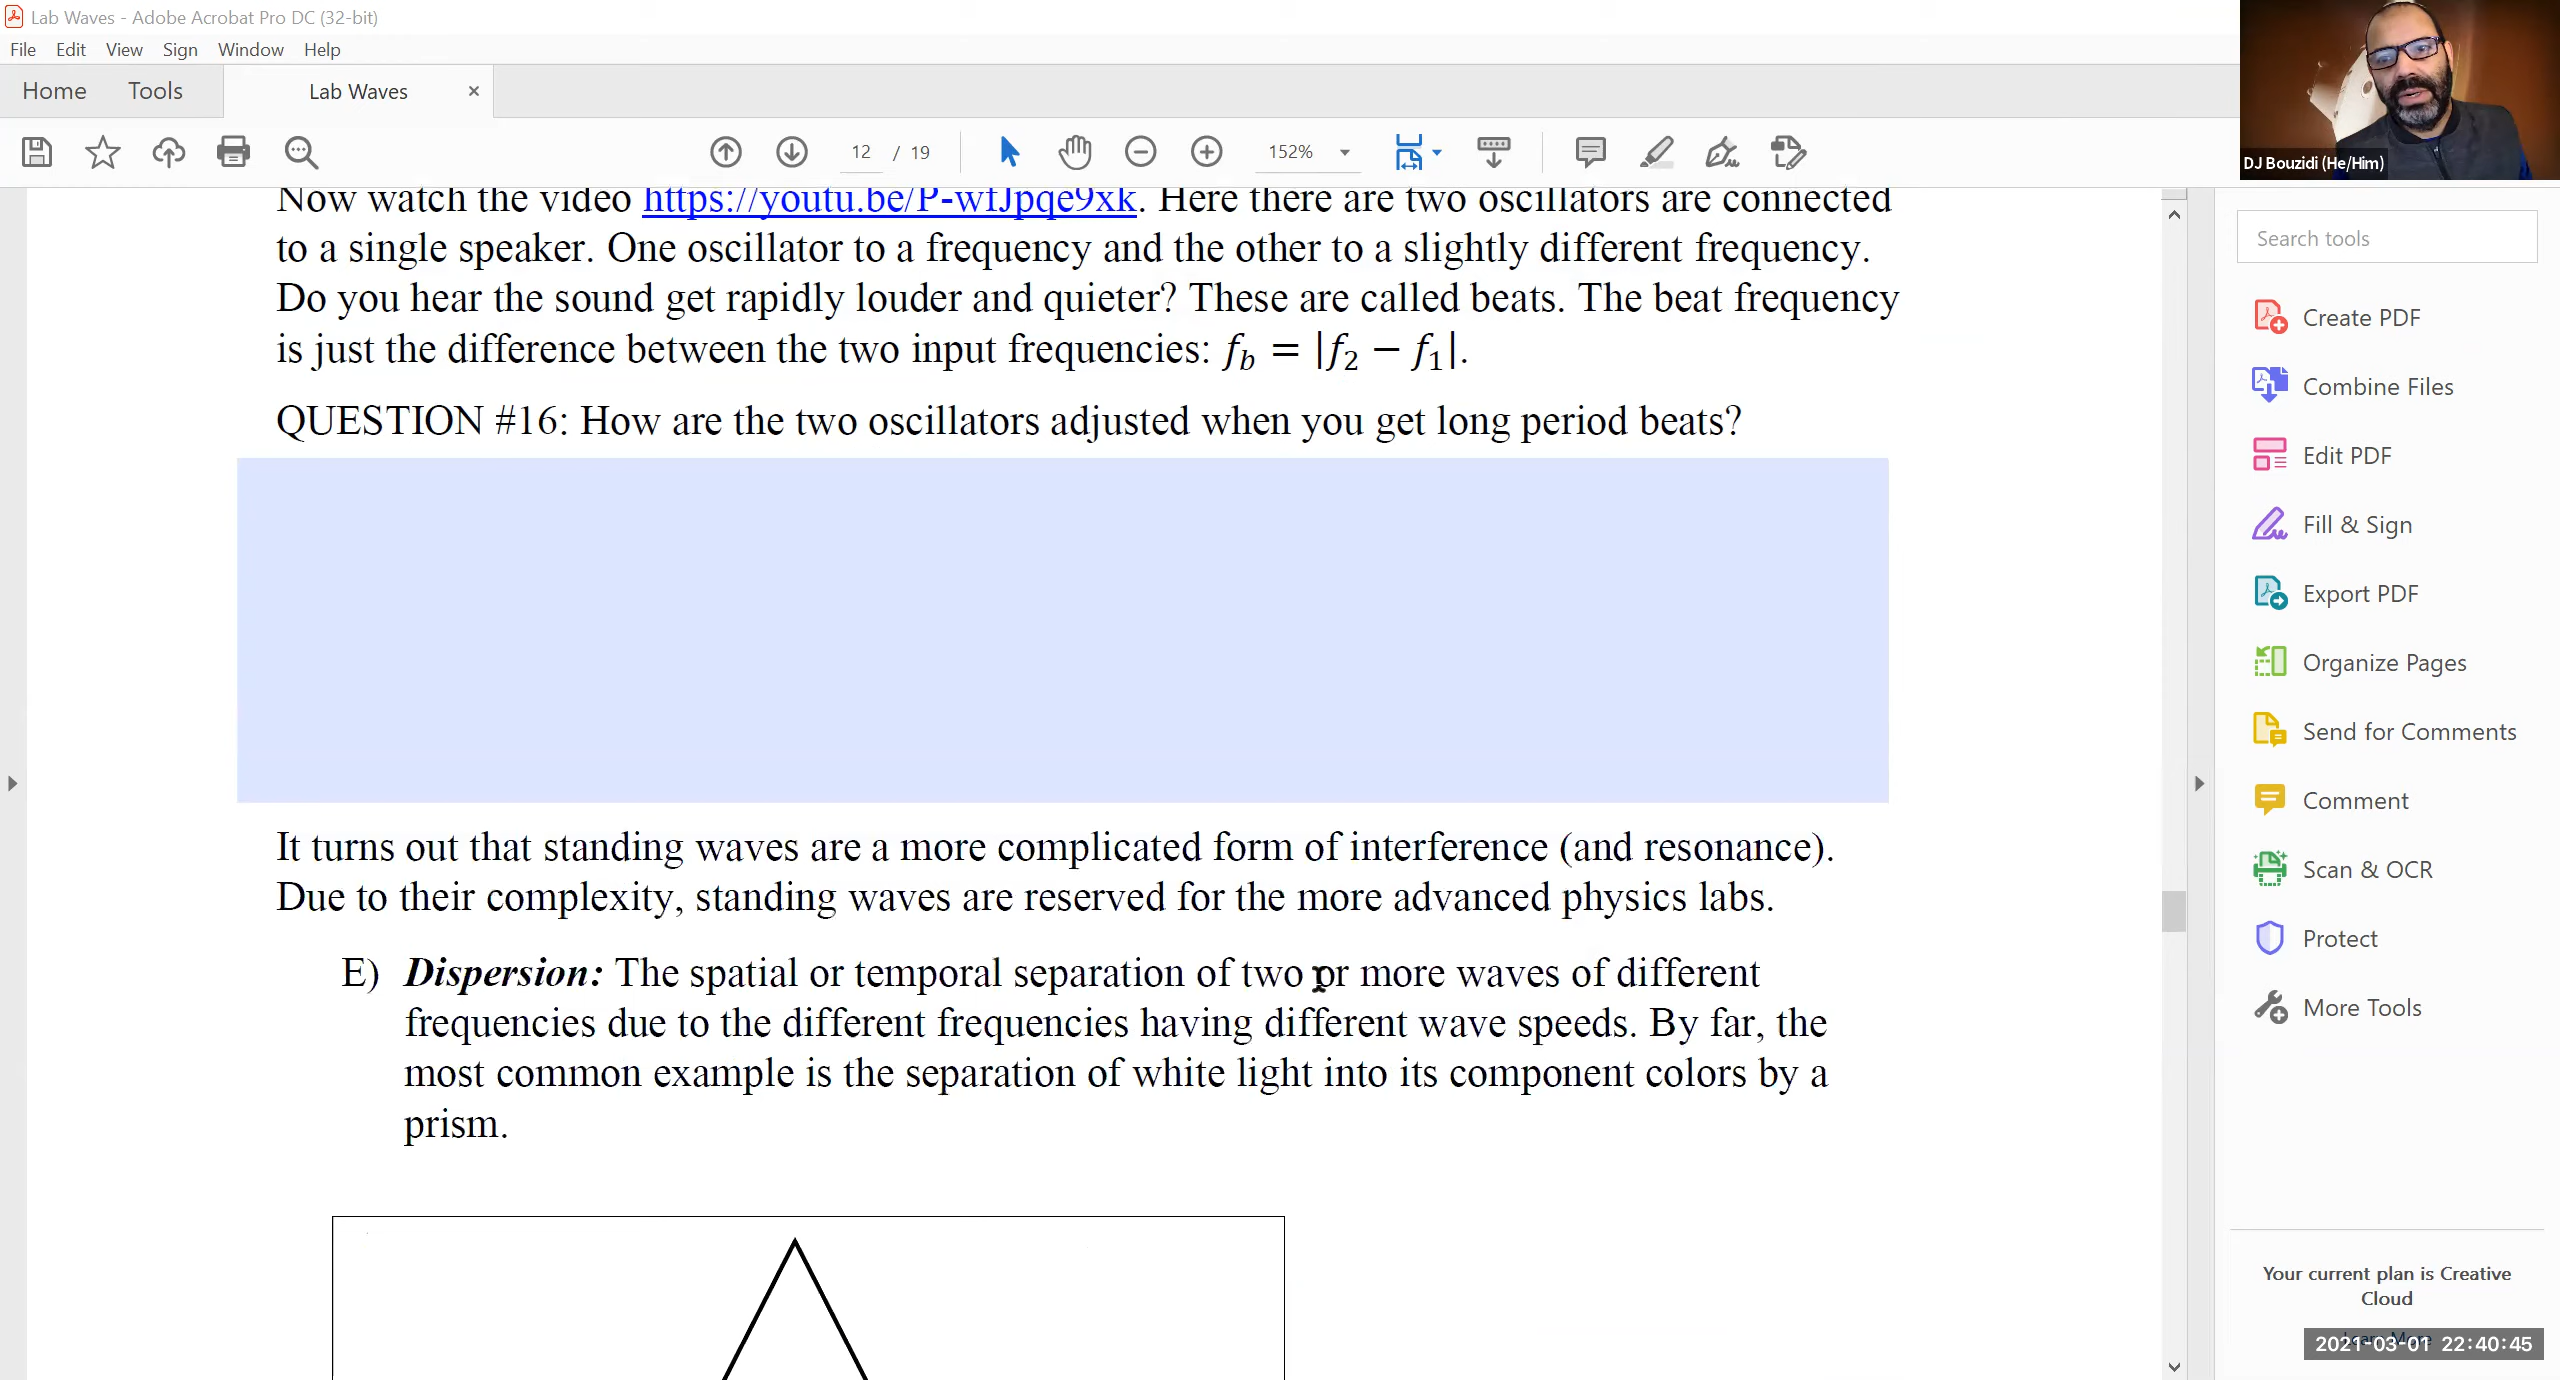 Lab Waves - Adobe Acrobat Pro DC (32-bit)
File Edit View Sign Window Help
Home Tools Lab Waves ×
12 / 19 152%
DJ Bouzidi (He/Him)
Now watch the video https://youtu.be/P-wfJpqe9xk. Here there are two oscillators are connected
to a single speaker. One oscillator to a frequency and the other to a slightly different frequency.
Do you hear the sound get rapidly louder and quieter? These are called beats. The beat frequency
is just the difference between the two input frequencies: f_b = |f_2 − f_1|.
QUESTION #16: How are the two oscillators adjusted when you get long period beats?
It turns out that standing waves are a more complicated form of interference (and resonance).
Due to their complexity, standing waves are reserved for the more advanced physics labs.
E) Dispersion: The spatial or temporal separation of two or more waves of different
frequencies due to the different frequencies having different wave speeds. By far, the
most common example is the separation of white light into its component colors by a
prism.
Search tools
Create PDF
Combine Files
Edit PDF
Fill & Sign
Export PDF
Organize Pages
Send for Comments
Comment
Scan & OCR
Protect
More Tools
Your current plan is Creative
Cloud
2021-03-01 22:40:45